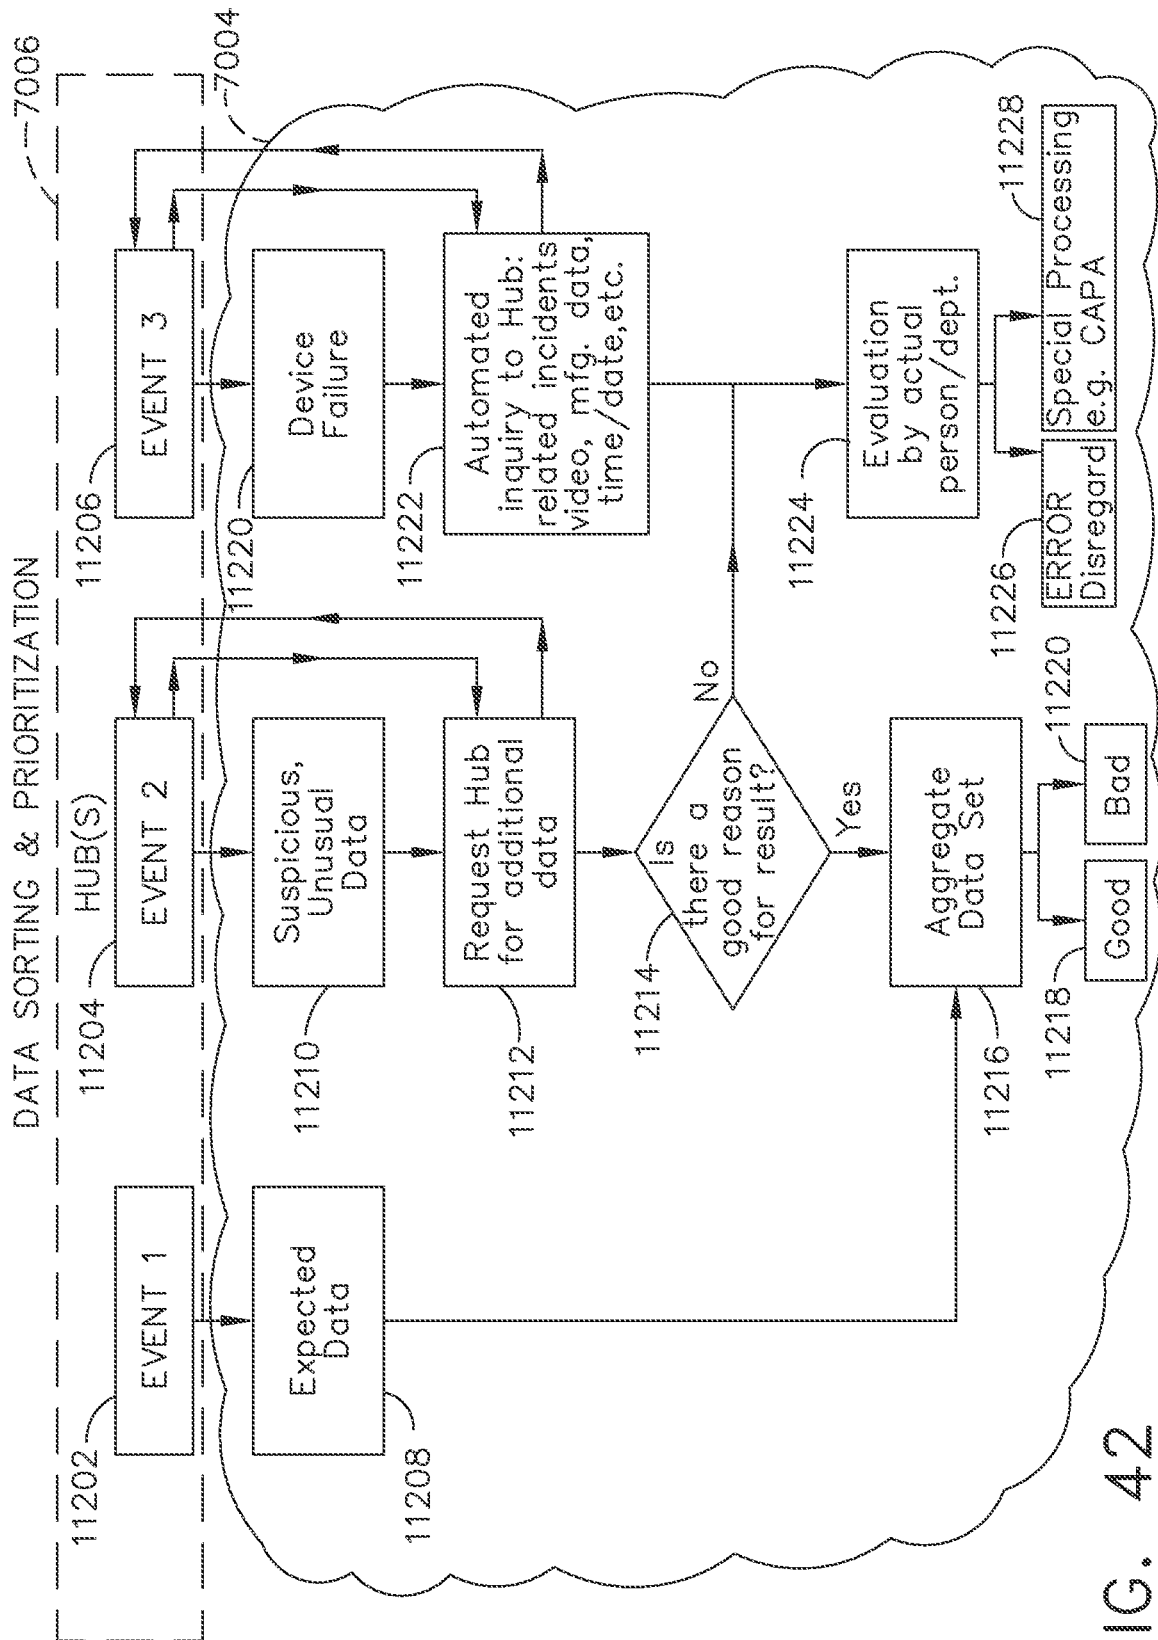 DATA SORTING & PRIORITIZATION
7006
HUB(S)
11202
EVENT 1
11204
EVENT 2
11206
EVENT 3
7004
Expected
Data
11208
Suspicious,
Unusual
Data
11210
Device
Failure
11220
Request Hub
for additional
data
11212
Automated
inquiry to Hub:
related incidents
video, mfg. data,
time/date,etc.
11222
Is
there a
good reason
for result?
11214
No
Yes
Aggregate
Data Set
11216
Evaluation
by actual
person/dept.
11224
Good
11218
Bad
11220
ERROR
Disregard
11226
Special Processing
e.g. CAPA
11228
IG. 42